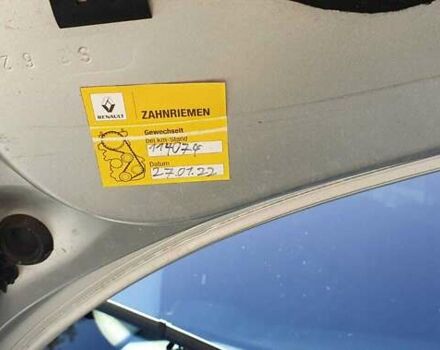 RENAULT
ZAHNRIEMEN
Gewechselt
bei km-Stand
114074
Datum
27.01.22